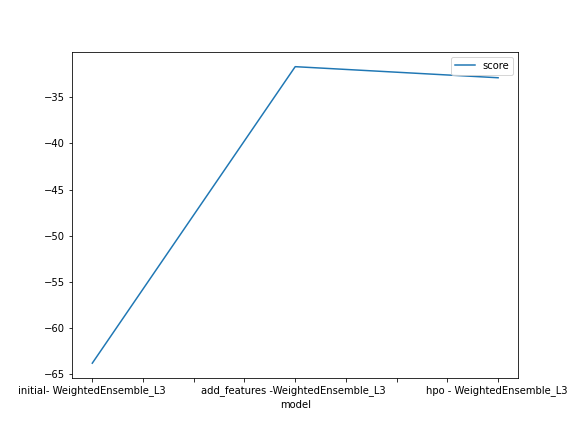 score
−35
−40
−45
−50
−55
−60
−65
initial- WeightedEnsemble_L3 add_features -WeightedEnsemble_L3 hpo - WeightedEnsemble_L3
model